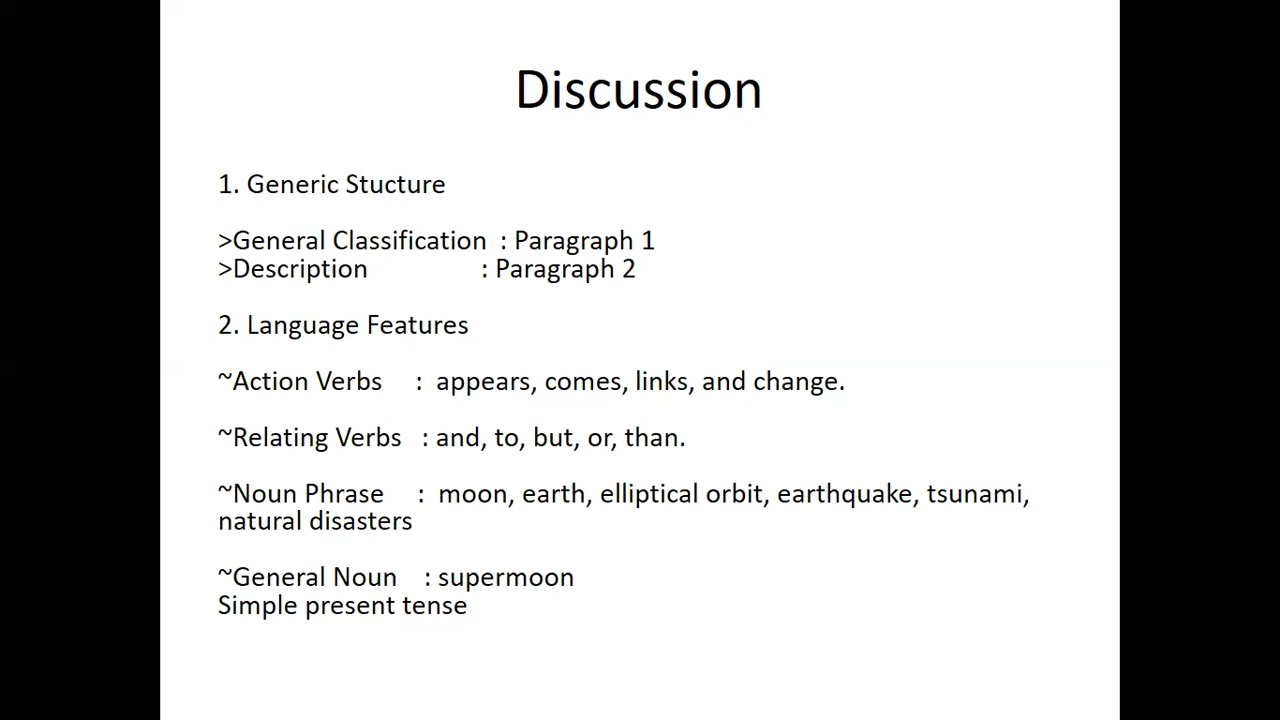 Discussion
1. Generic Stucture
>General Classification : Paragraph 1
>Description : Paragraph 2
2. Language Features
~Action Verbs : appears, comes, links, and change.
~Relating Verbs : and, to, but, or, than.
~Noun Phrase : moon, earth, elliptical orbit, earthquake, tsunami,
natural disasters
~General Noun : supermoon
Simple present tense